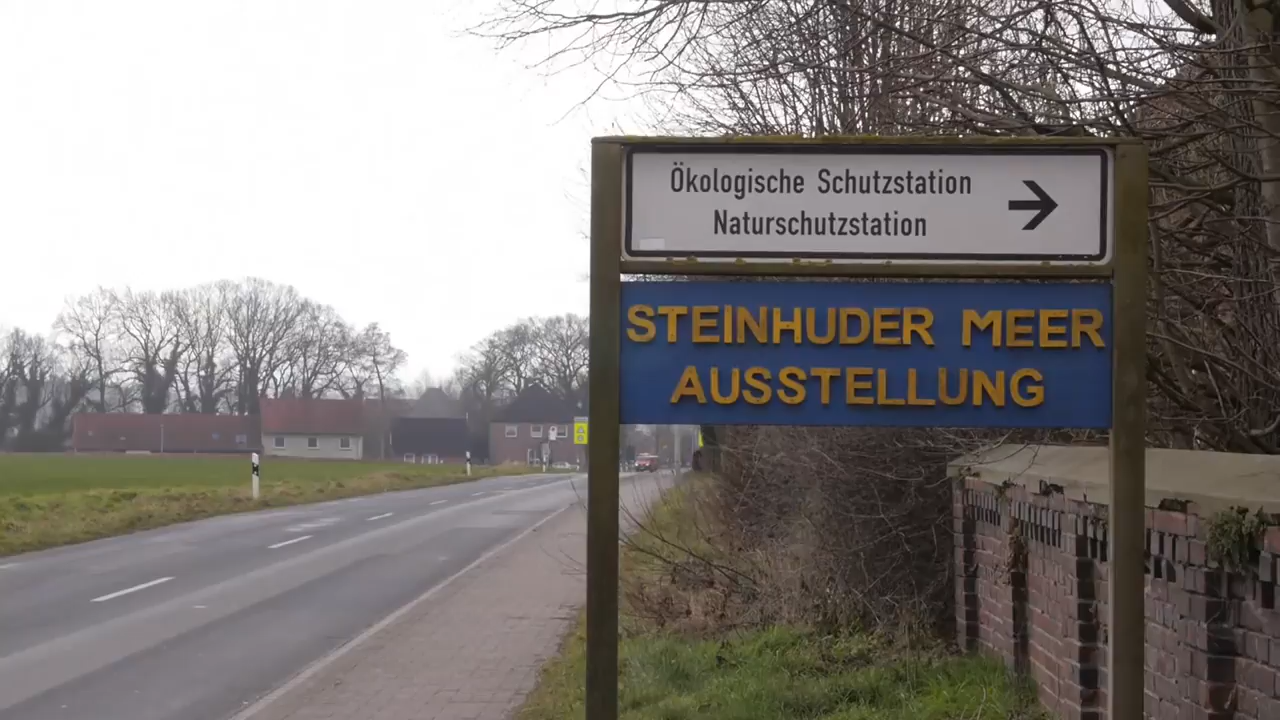 Ökologische Schutzstation
Naturschutzstation
STEINHUDER MEER
AUSSTELLUNG